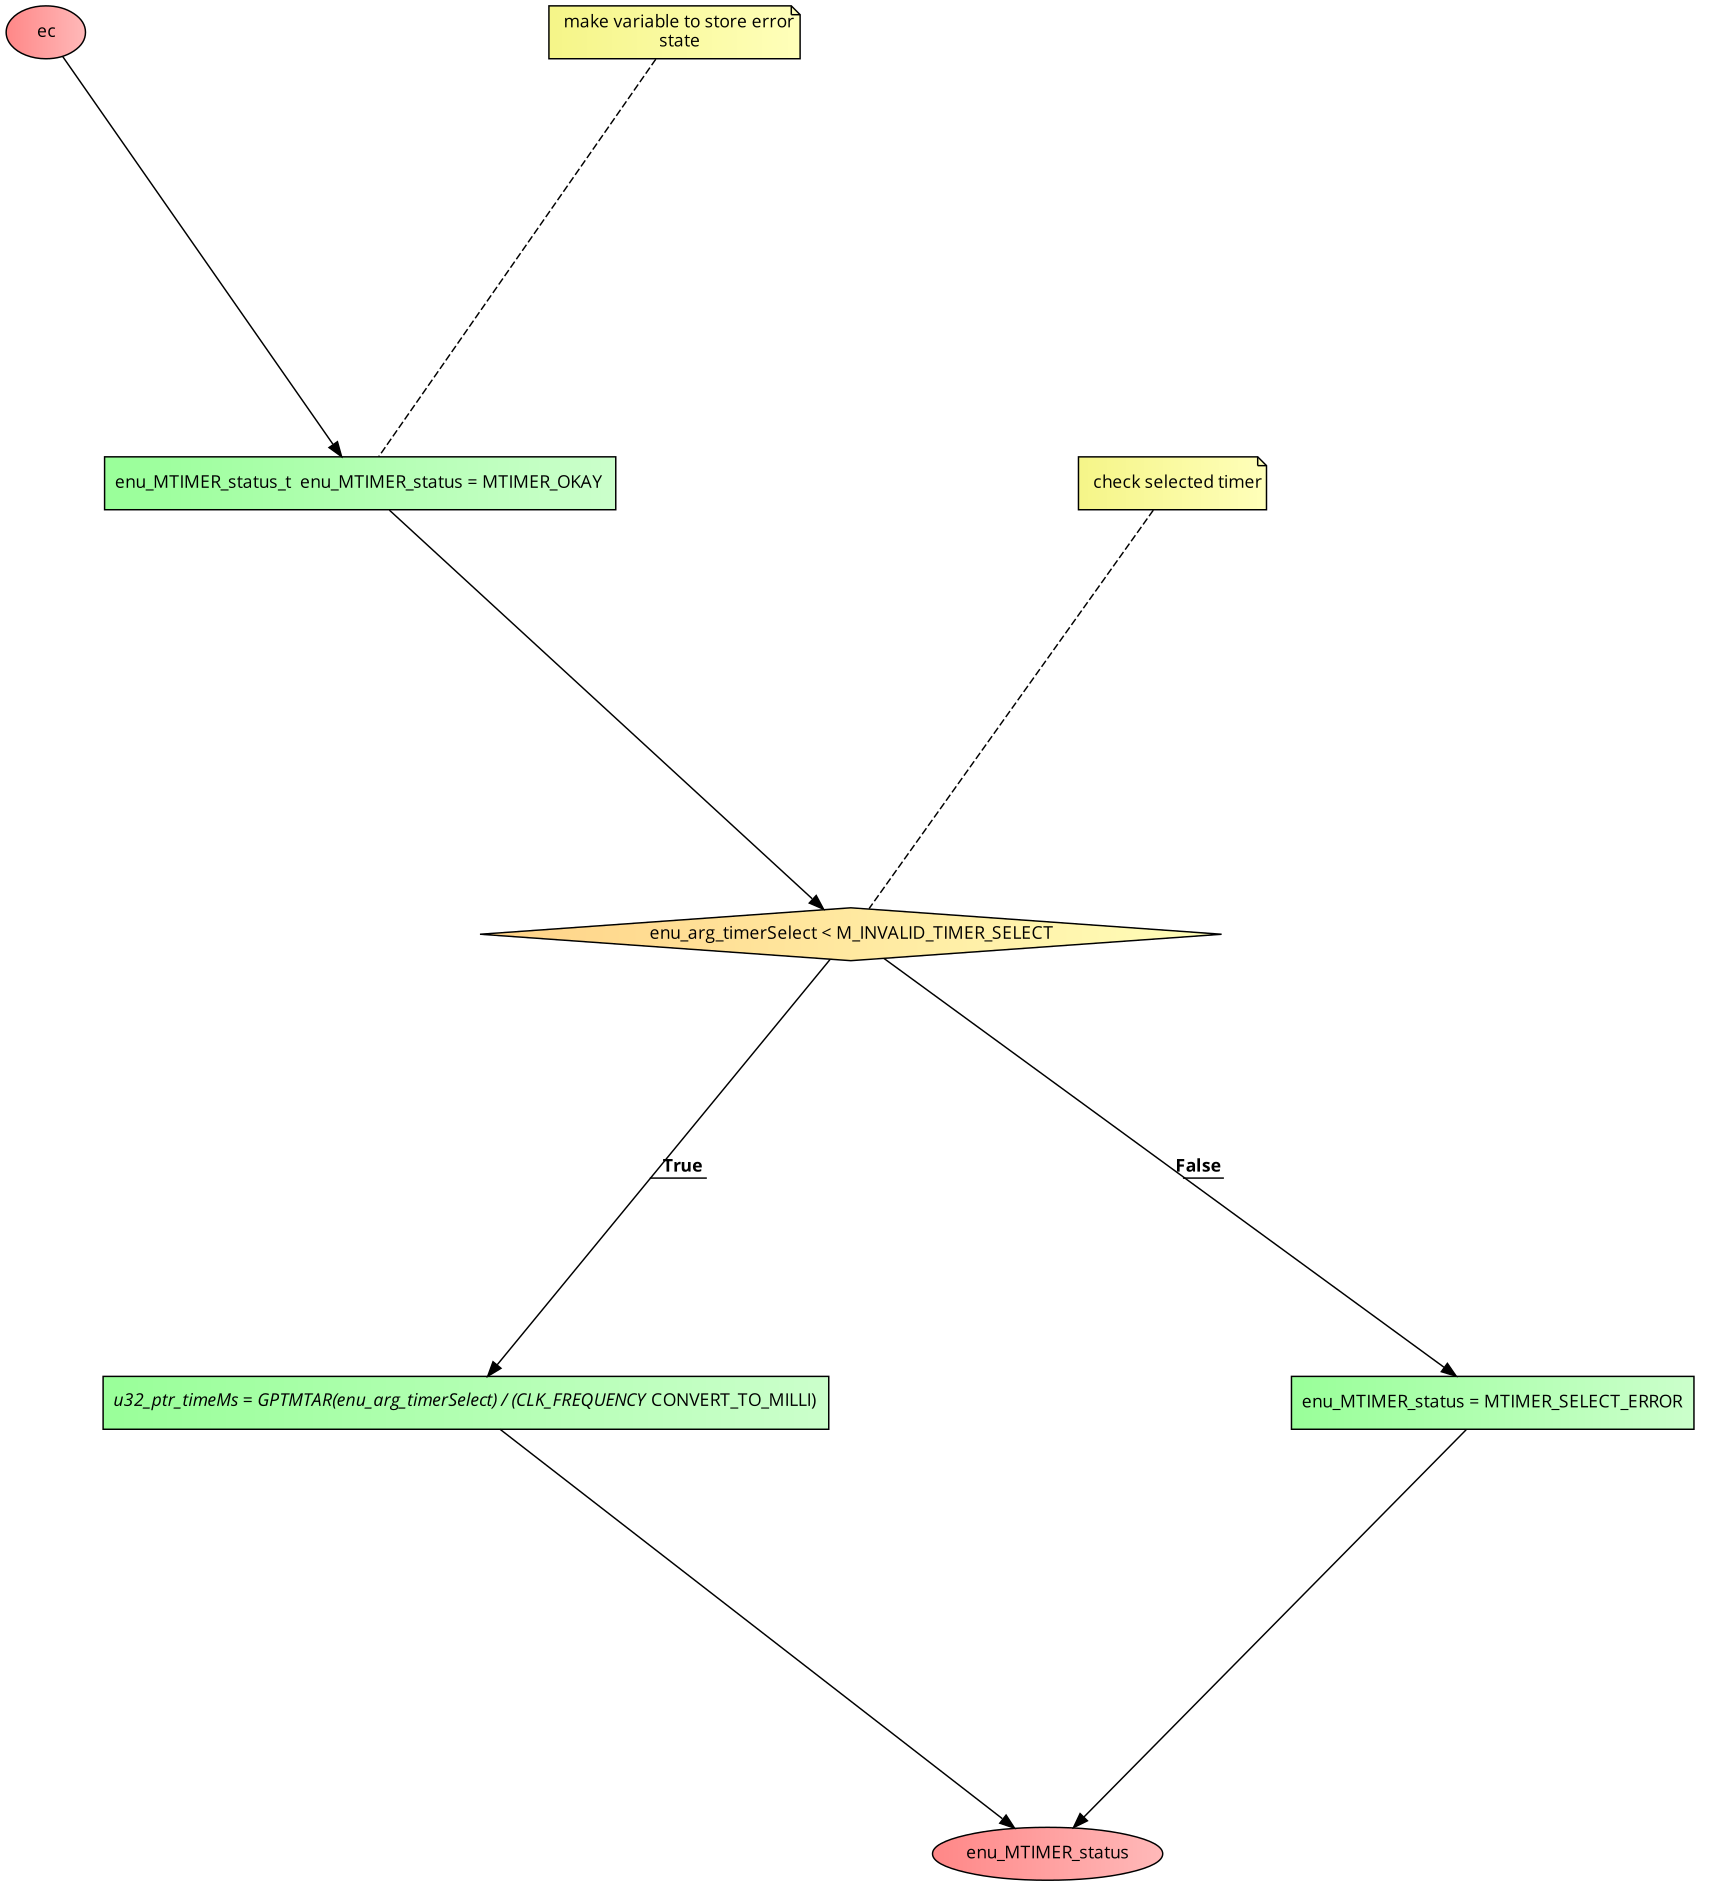 ec
make variable to store error
state
enu_MTIMER_status_t  enu_MTIMER_status = MTIMER_OKAY
check selected timer
enu_arg_timerSelect < M_INVALID_TIMER_SELECT
True
False
u32_ptr_timeMs = GPTMTAR(enu_arg_timerSelect) / (CLK_FREQUENCY CONVERT_TO_MILLI)
enu_MTIMER_status = MTIMER_SELECT_ERROR
enu_MTIMER_status